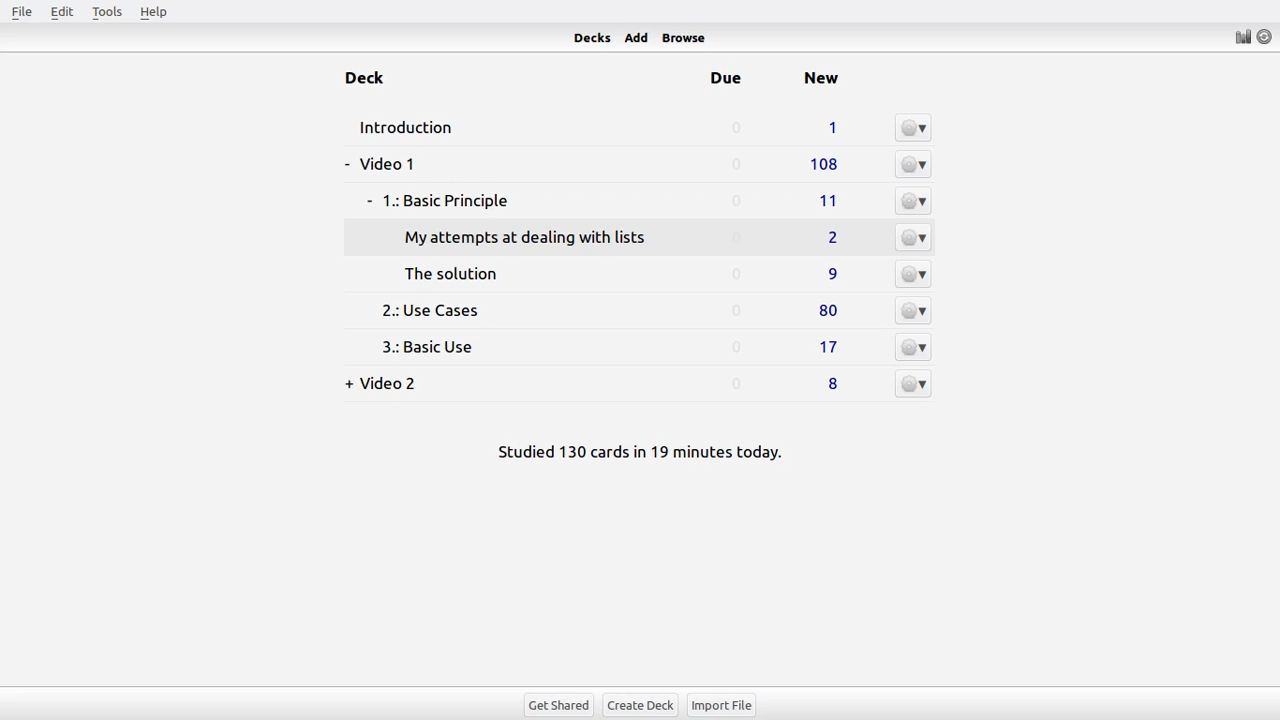 File Edit Tools Help
Decks Add Browse
Deck Due New
Introduction 0 1
- Video 1 0 108
- 1.: Basic Principle 0 11
My attempts at dealing with lists 0 2
The solution 0 9
2.: Use Cases 0 80
3.: Basic Use 0 17
+ Video 2 0 8
Studied 130 cards in 19 minutes today.
Get Shared Create Deck Import File